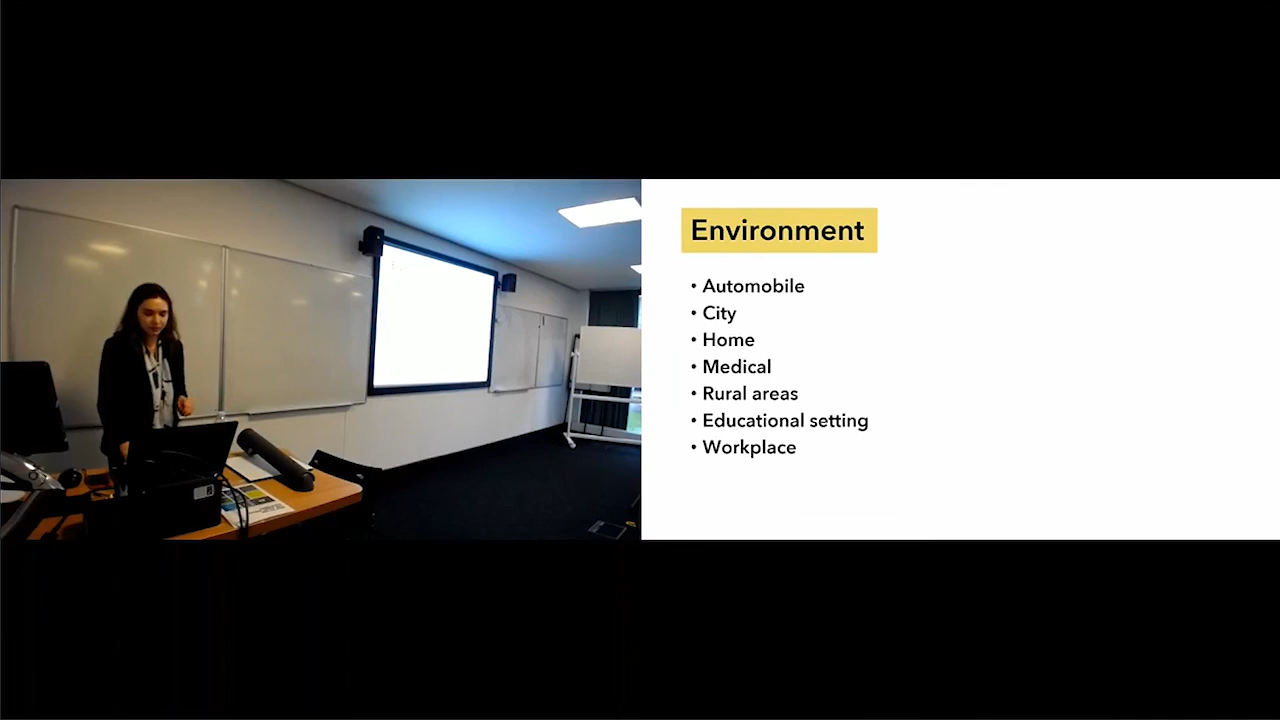 Environment
• Automobile
• City
• Home
• Medical
• Rural areas
• Educational setting
• Workplace